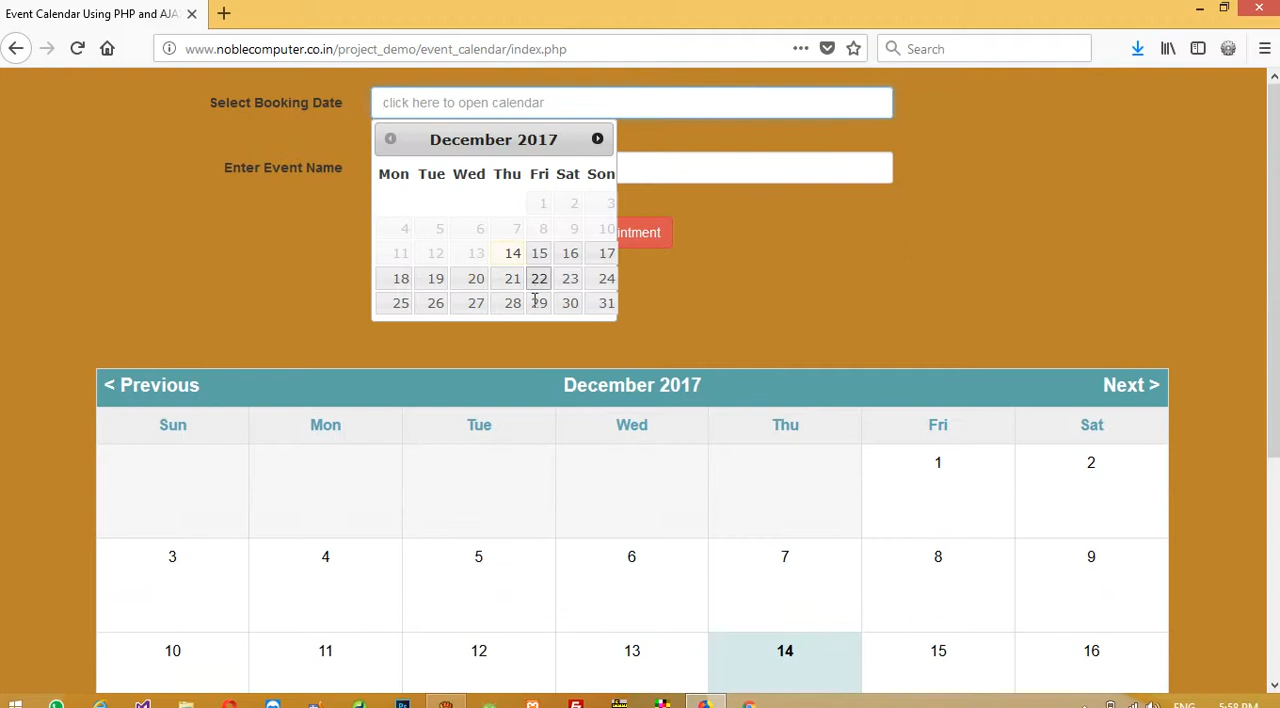 Event Calendar Using PHP and AJA
www.noblecomputer.co.in/project_demo/event_calendar/index.php
Search
Select Booking Date
click here to open calendar
December 2017
Mon Tue Wed Thu Fri Sat Son
1 2 3
4 5 6 7 8 9 10
11 12 13 14 15 16 17
18 19 20 21 22 23 24
25 26 27 28 29 30 31
Enter Event Name
intment
< Previous December 2017 Next >
Sun Mon Tue Wed Thu Fri Sat
1 2
3 4 5 6 7 8 9
10 11 12 13 14 15 16
ENG 5:58 PM